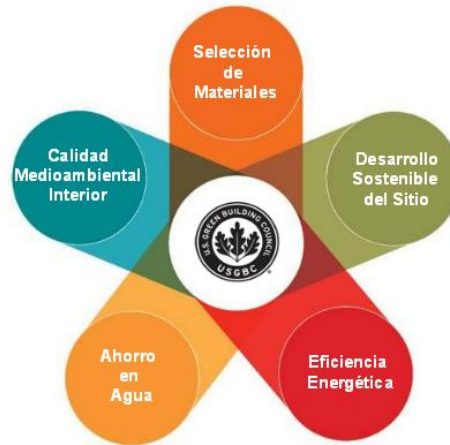 Selección
de
Materiales
Calidad
Medioambiental
Interior
Desarrollo
Sostenible
del Sitio
U.S. GREEN BUILDING COUNCIL
USGBC
®
Ahorro
en
Agua
Eficiencia
Energética